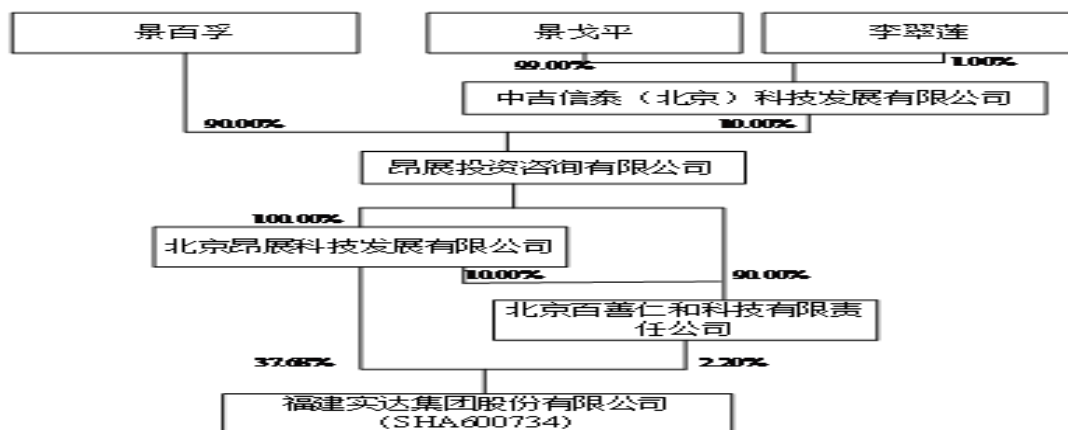 景百孚
景戈平
李翠莲
99.00%
1.00%
中吉信泰（北京）科技发展有限公司
90.00%
10.00%
昂展投资咨询有限公司
100.00%
北京昂展科技发展有限公司
10.00%
90.00%
北京百善仁和科技有限责
任公司
37.68%
2.20%
福建实达集团股份有限公司
(SHA600734)